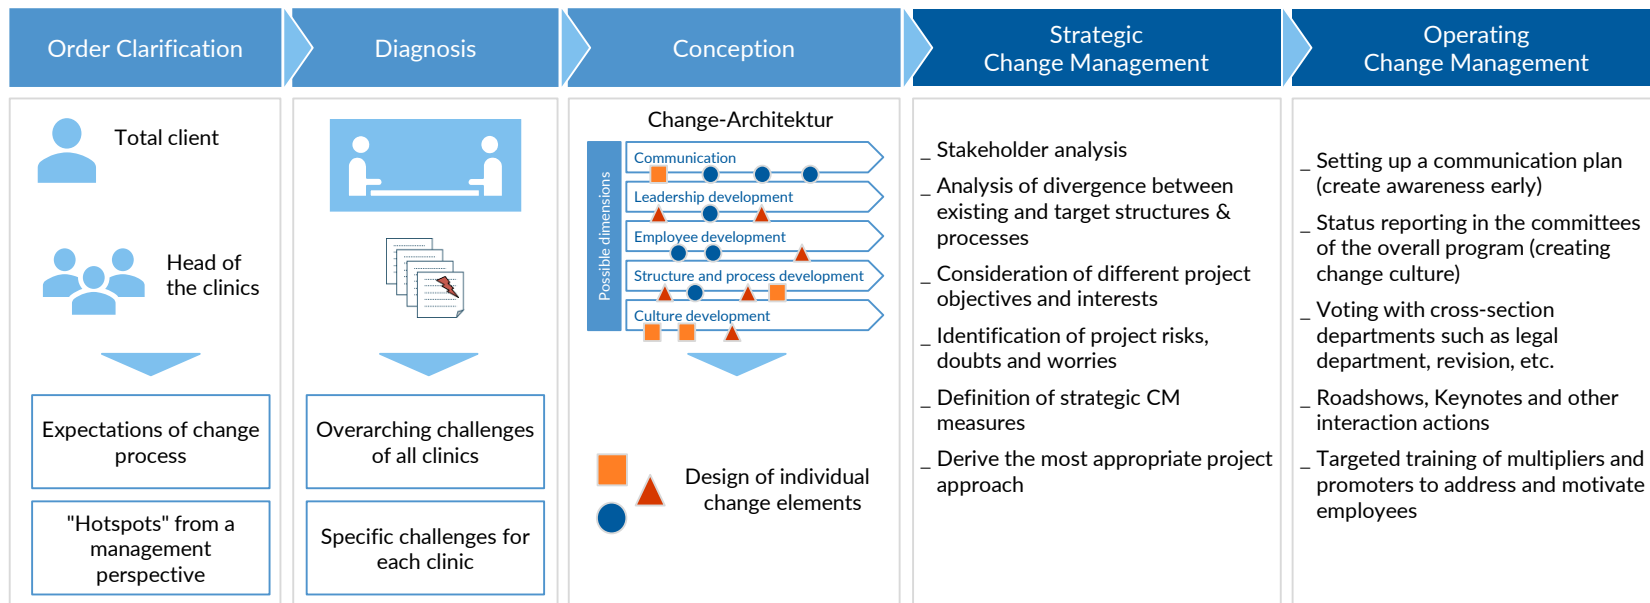 Order Clarification
Diagnosis
Conception
Strategic
Change Management
Operating
Change Management
Total client
Head of
the clinics
Expectations of change
process
"Hotspots" from a
management
perspective
Overarching challenges
of all clinics
Specific challenges for
each clinic
Change-Architektur
Possible dimensions
Communication
Leadership development
Employee development
Structure and process development
Culture development
Design of individual
change elements
_ Stakeholder analysis
_ Analysis of divergence between
existing and target structures &
processes
_ Consideration of different project
objectives and interests
_ Identification of project risks,
doubts and worries
_ Definition of strategic CM
measures
_ Derive the most appropriate project
approach
_ Setting up a communication plan
(create awareness early)
_ Status reporting in the committees
of the overall program (creating
change culture)
_ Voting with cross-section
departments such as legal
department, revision, etc.
_ Roadshows, Keynotes and other
interaction actions
_ Targeted training of multipliers and
promoters to address and motivate
employees